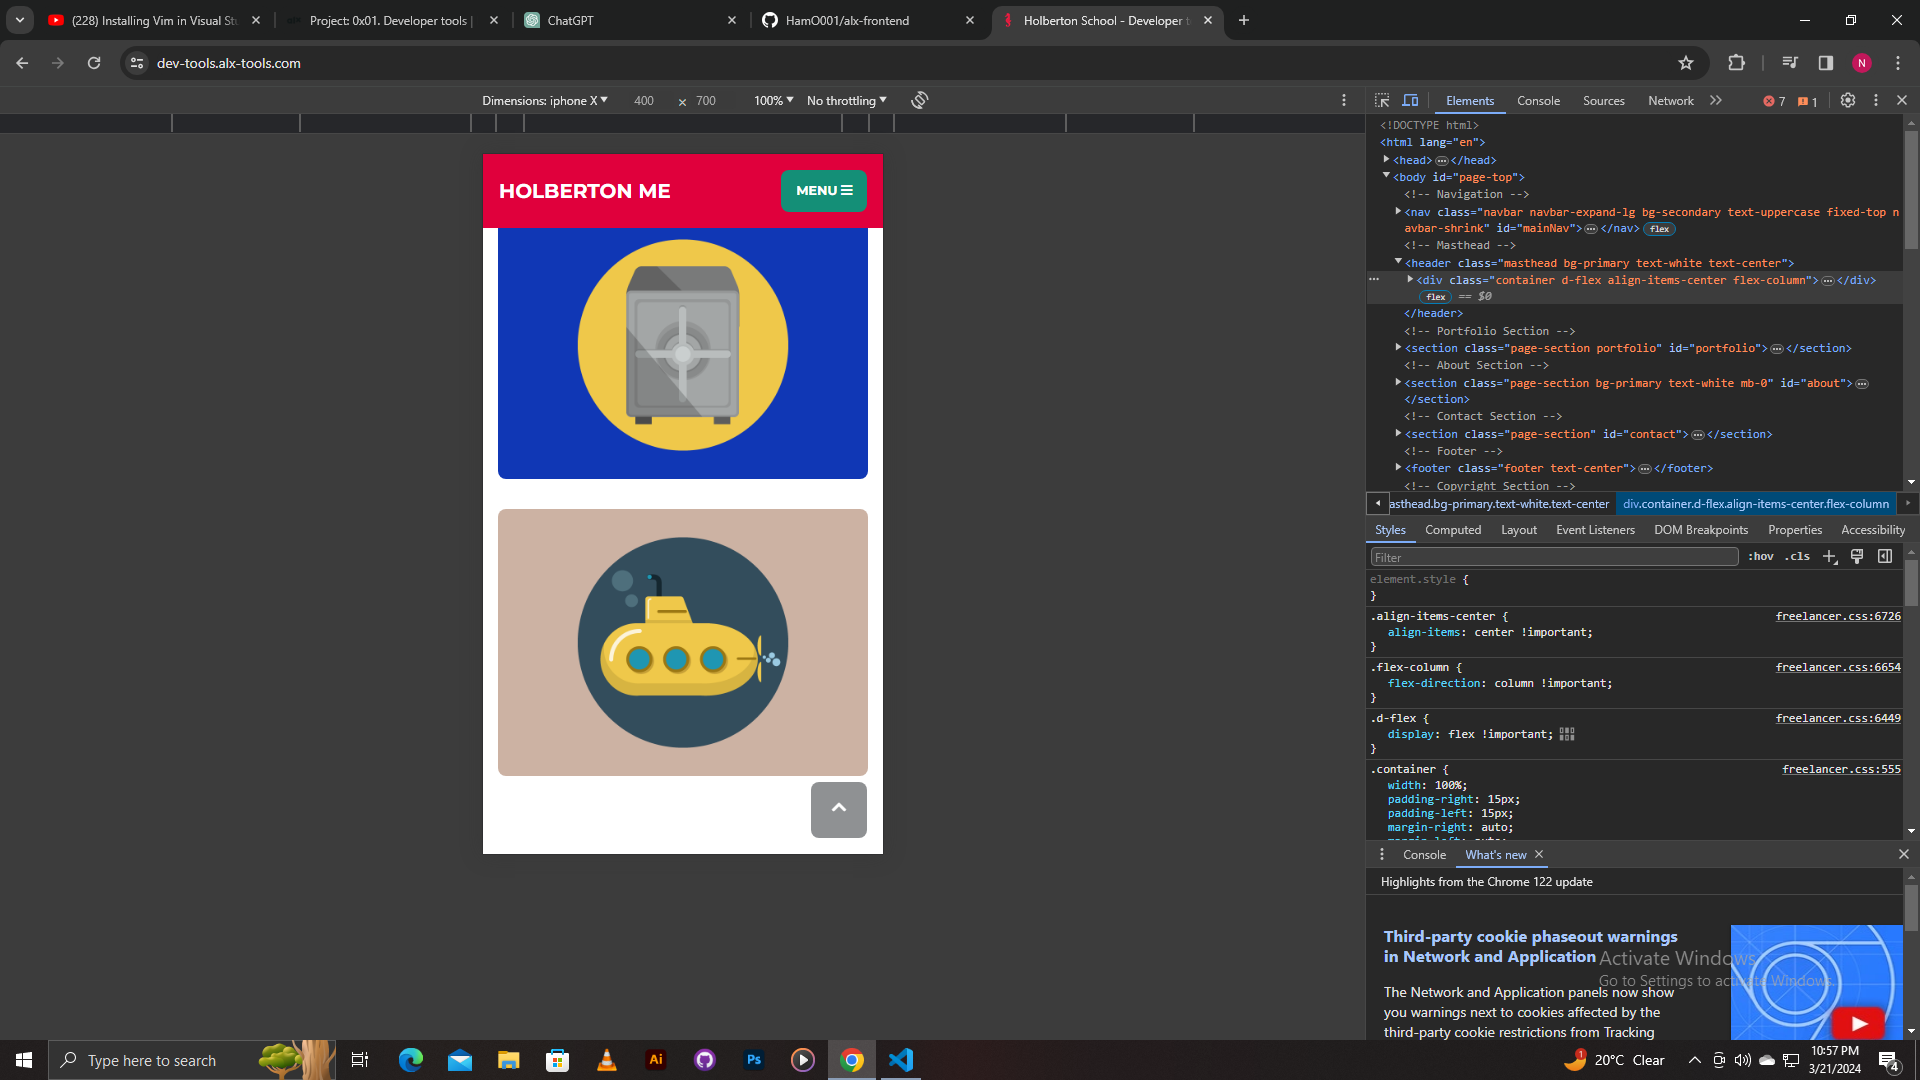 (228) Installing Vim in Visual Stu
Project: 0x01. Developer tools |
ChatGPT
HamO001/alx-frontend
Holberton School - Developer t
dev-tools.alx-tools.com
N
Dimensions: iphone X 400 × 700 100% No throttling
Elements Console Sources Network 7 1
HOLBERTON ME
MENU
<!DOCTYPE html>
<html lang="en">
<head> ••• </head>
<body id="page-top">
<!-- Navigation -->
<nav class="navbar navbar-expand-lg bg-secondary text-uppercase fixed-top n
avbar-shrink" id="mainNav"> ••• </nav> flex
<!-- Masthead -->
<header class="masthead bg-primary text-white text-center">
<div class="container d-flex align-items-center flex-column"> ••• </div>
flex == $0
</header>
<!-- Portfolio Section -->
<section class="page-section portfolio" id="portfolio"> ••• </section>
<!-- About Section -->
<section class="page-section bg-primary text-white mb-0" id="about"> •••
</section>
<!-- Contact Section -->
<section class="page-section" id="contact"> ••• </section>
<!-- Footer -->
<footer class="footer text-center"> ••• </footer>
<!-- Copyright Section -->
asthead.bg-primary.text-white.text-center div.container.d-flex.align-items-center.flex-column
Styles Computed Layout Event Listeners DOM Breakpoints Properties Accessibility
Filter :hov .cls
element.style {
}
.align-items-center { freelancer.css:6726
align-items: center !important;
}
.flex-column { freelancer.css:6654
flex-direction: column !important;
}
.d-flex { freelancer.css:6449
display: flex !important;
}
.container { freelancer.css:555
width: 100%;
padding-right: 15px;
padding-left: 15px;
margin-right: auto;
margin-left: auto;
Console What's new
Highlights from the Chrome 122 update
Third-party cookie phaseout warnings
in Network and Application
The Network and Application panels now show
you warnings next to cookies affected by the
third-party cookie restrictions from Tracking
Activate Windows
Go to Settings to activate Windows.
Type here to search
Ai
Ps
1
20°C Clear
10:57 PM
3/21/2024
4